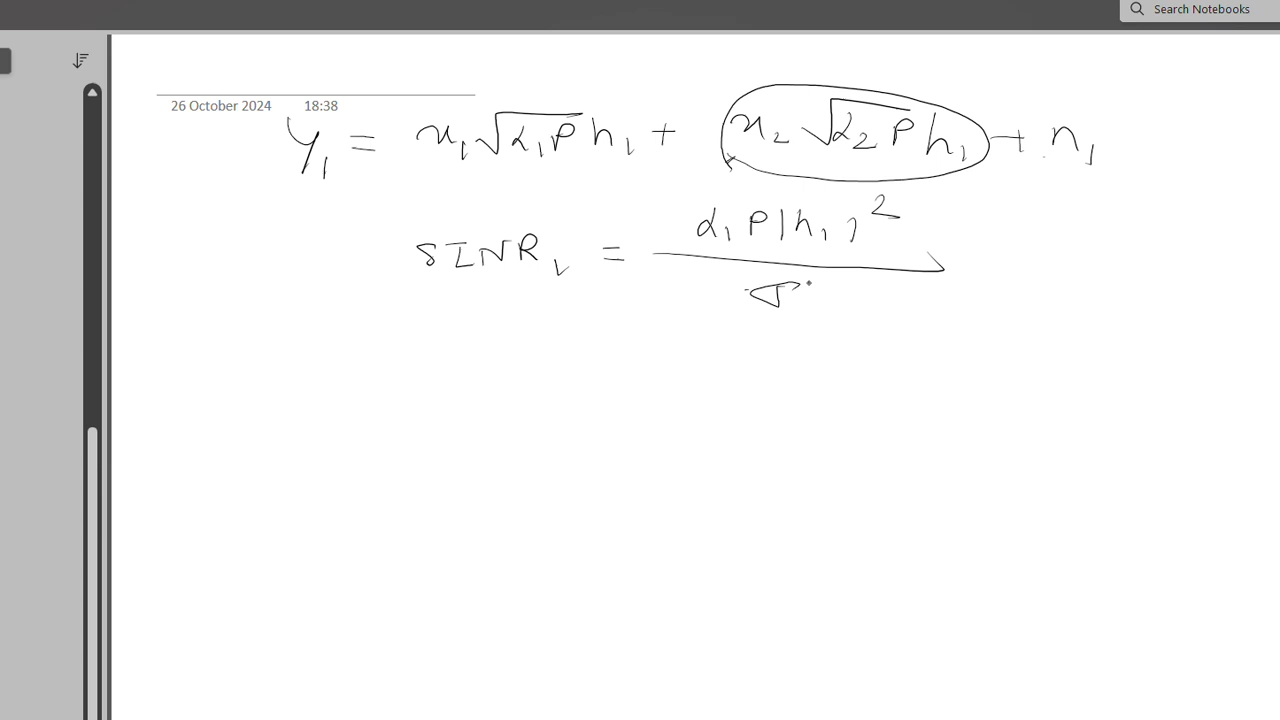 Search Notebooks
26 October 2024 18:38
y₁ = x₁√α₁P h₁ + x₂√α₂P h₁ + n₁
SINR₁ = α₁P|h₁|² / σ